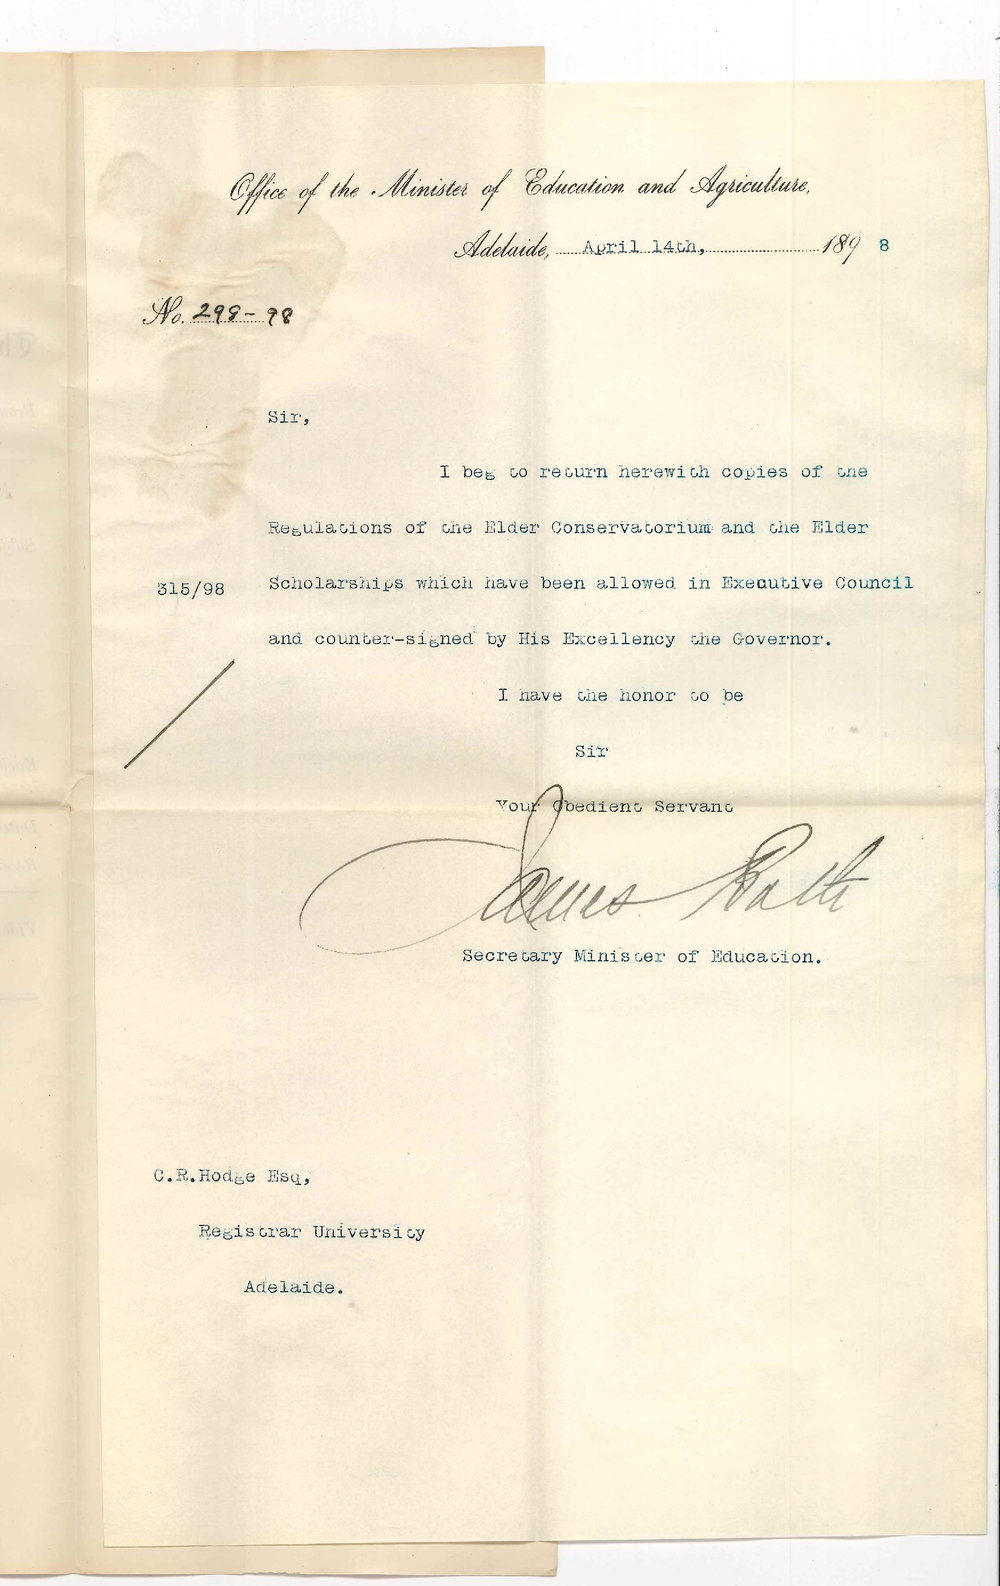 Office of the Minister of Education and Agriculture,
Adelaide, April 14th, 1898
No. 298-98
Sir,
I beg to return herewith copies of the
Regulations of the Elder Conservatorium and the Elder
315/98 Scholarships which have been allowed in Executive Council
and counter-signed by His Excellency the Governor.
I have the honor to be
Sir
Your Obedient Servant
James Bath
Secretary Minister of Education.
C.R.Hodge Esq,
Registrar University
Adelaide.